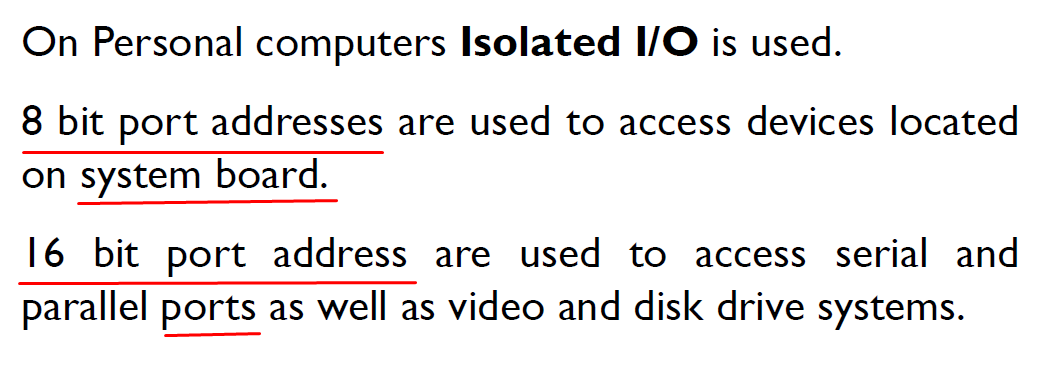 On Personal computers Isolated I/O is used.
8 bit port addresses are used to access devices located
on system board.
16 bit port address are used to access serial and
parallel ports as well as video and disk drive systems.